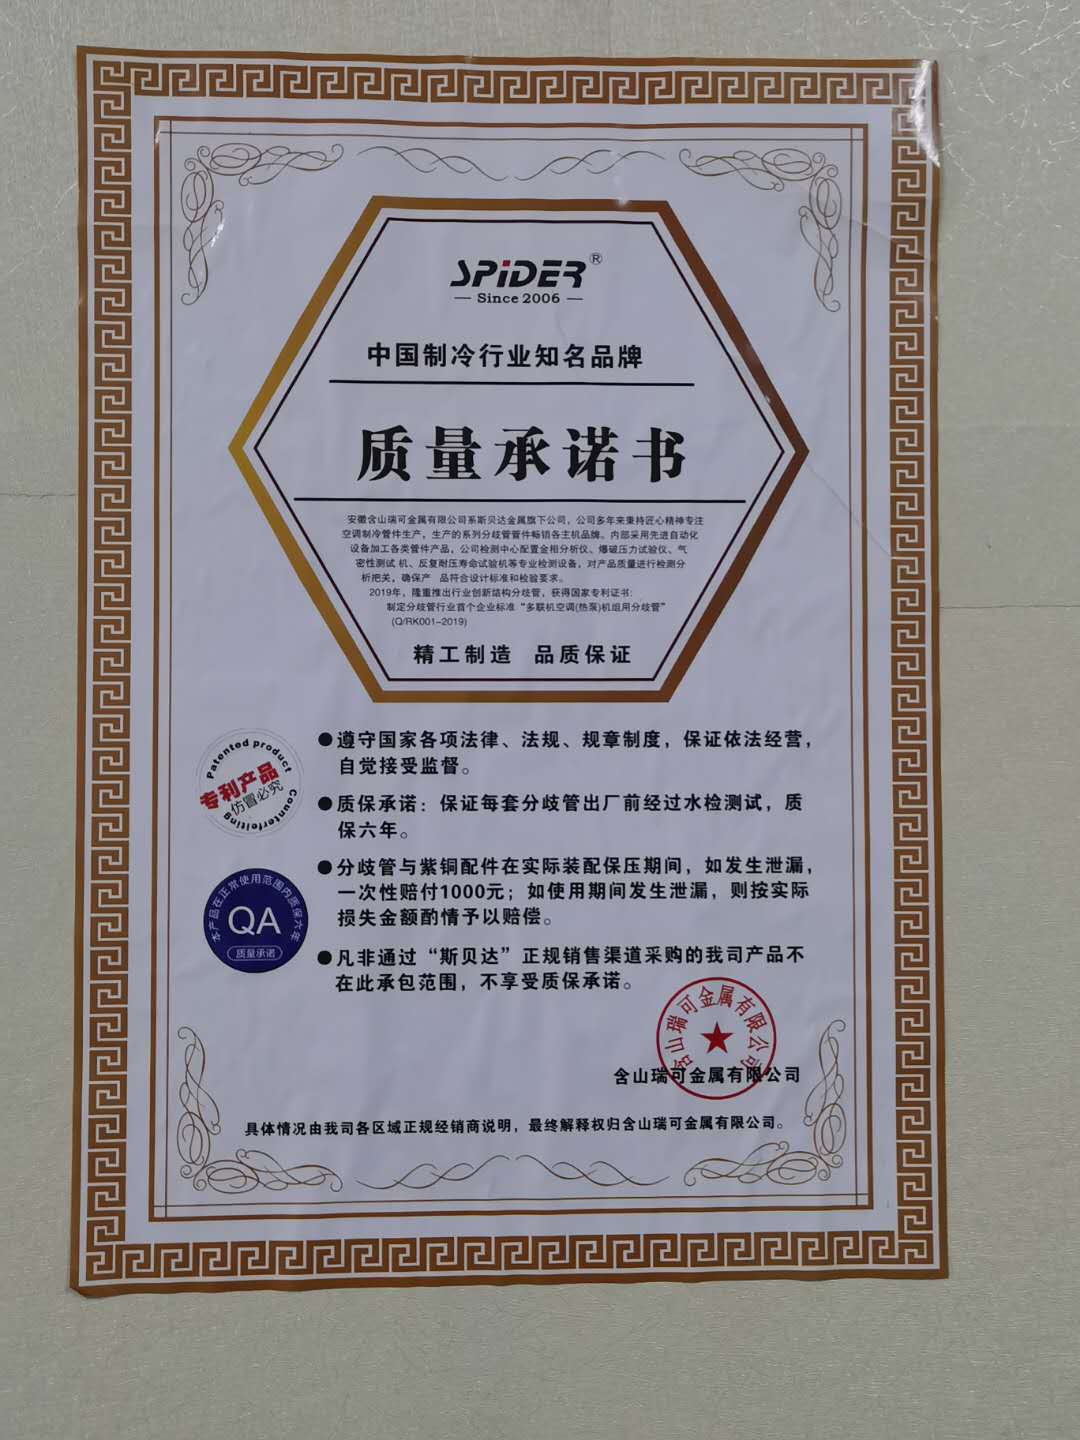 SPiDER®
Since 2006
中国制冷行业知名品牌
质量承诺书
安徽含山瑞可金属有限公司系斯贝达金属旗下公司，公司多年来秉持匠心精神专注
空调制冷管件生产，生产的系列分歧管管件畅销各主机品牌。内部采用先进自动化
设备加工各类管件产品，公司检测中心配置金相分析仪、爆破压力试验仪、气
密性测试 机、反复耐压寿命试验机等专业检测设备，对产品质量进行检测分
析把关，确保产 品符合设计标准和检验要求。
2019年，隆重推出行业创新结构分歧管，获得国家专利证书:
制定分歧管行业首个企业标准“多联机空调(热泵)机组用分歧管”
(Q/RK001-2019)
精工制造 品质保证
Patented product
专利产品
仿冒必究
Counterfeiting
●遵守国家各项法律、法规、规章制度，保证依法经营，
自觉接受监督。
●质保承诺：保证每套分歧管出厂前经过水检测试，质
保六年。
●分歧管与紫铜配件在实际装配保压期间，如发生泄漏，
一次性赔付1000元；如使用期间发生泄漏，则按实际
损失金额酌情予以赔偿。
本产品在正常使用范围内质保六年
QA
质量承诺
●凡非通过“斯贝达”正规销售渠道采购的我司产品不
在此承包范围，不享受质保承诺。
含山瑞可金属有限公司
含山瑞可金属有限公司
具体情况由我司各区域正规经销商说明，最终解释权归含山瑞可金属有限公司。